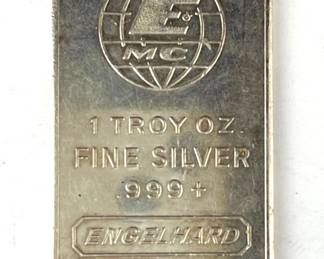 E&
MC
1 TROY OZ.
FINE SILVER
.999+
ENGELHARD